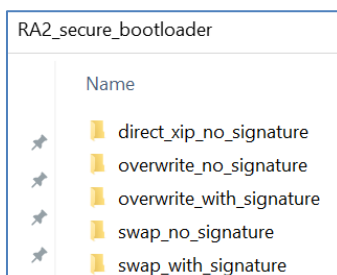 RA2_secure_bootloader
Name
direct_xip_no_signature
overwrite_no_signature
overwrite_with_signature
swap_no_signature
swap_with_signature